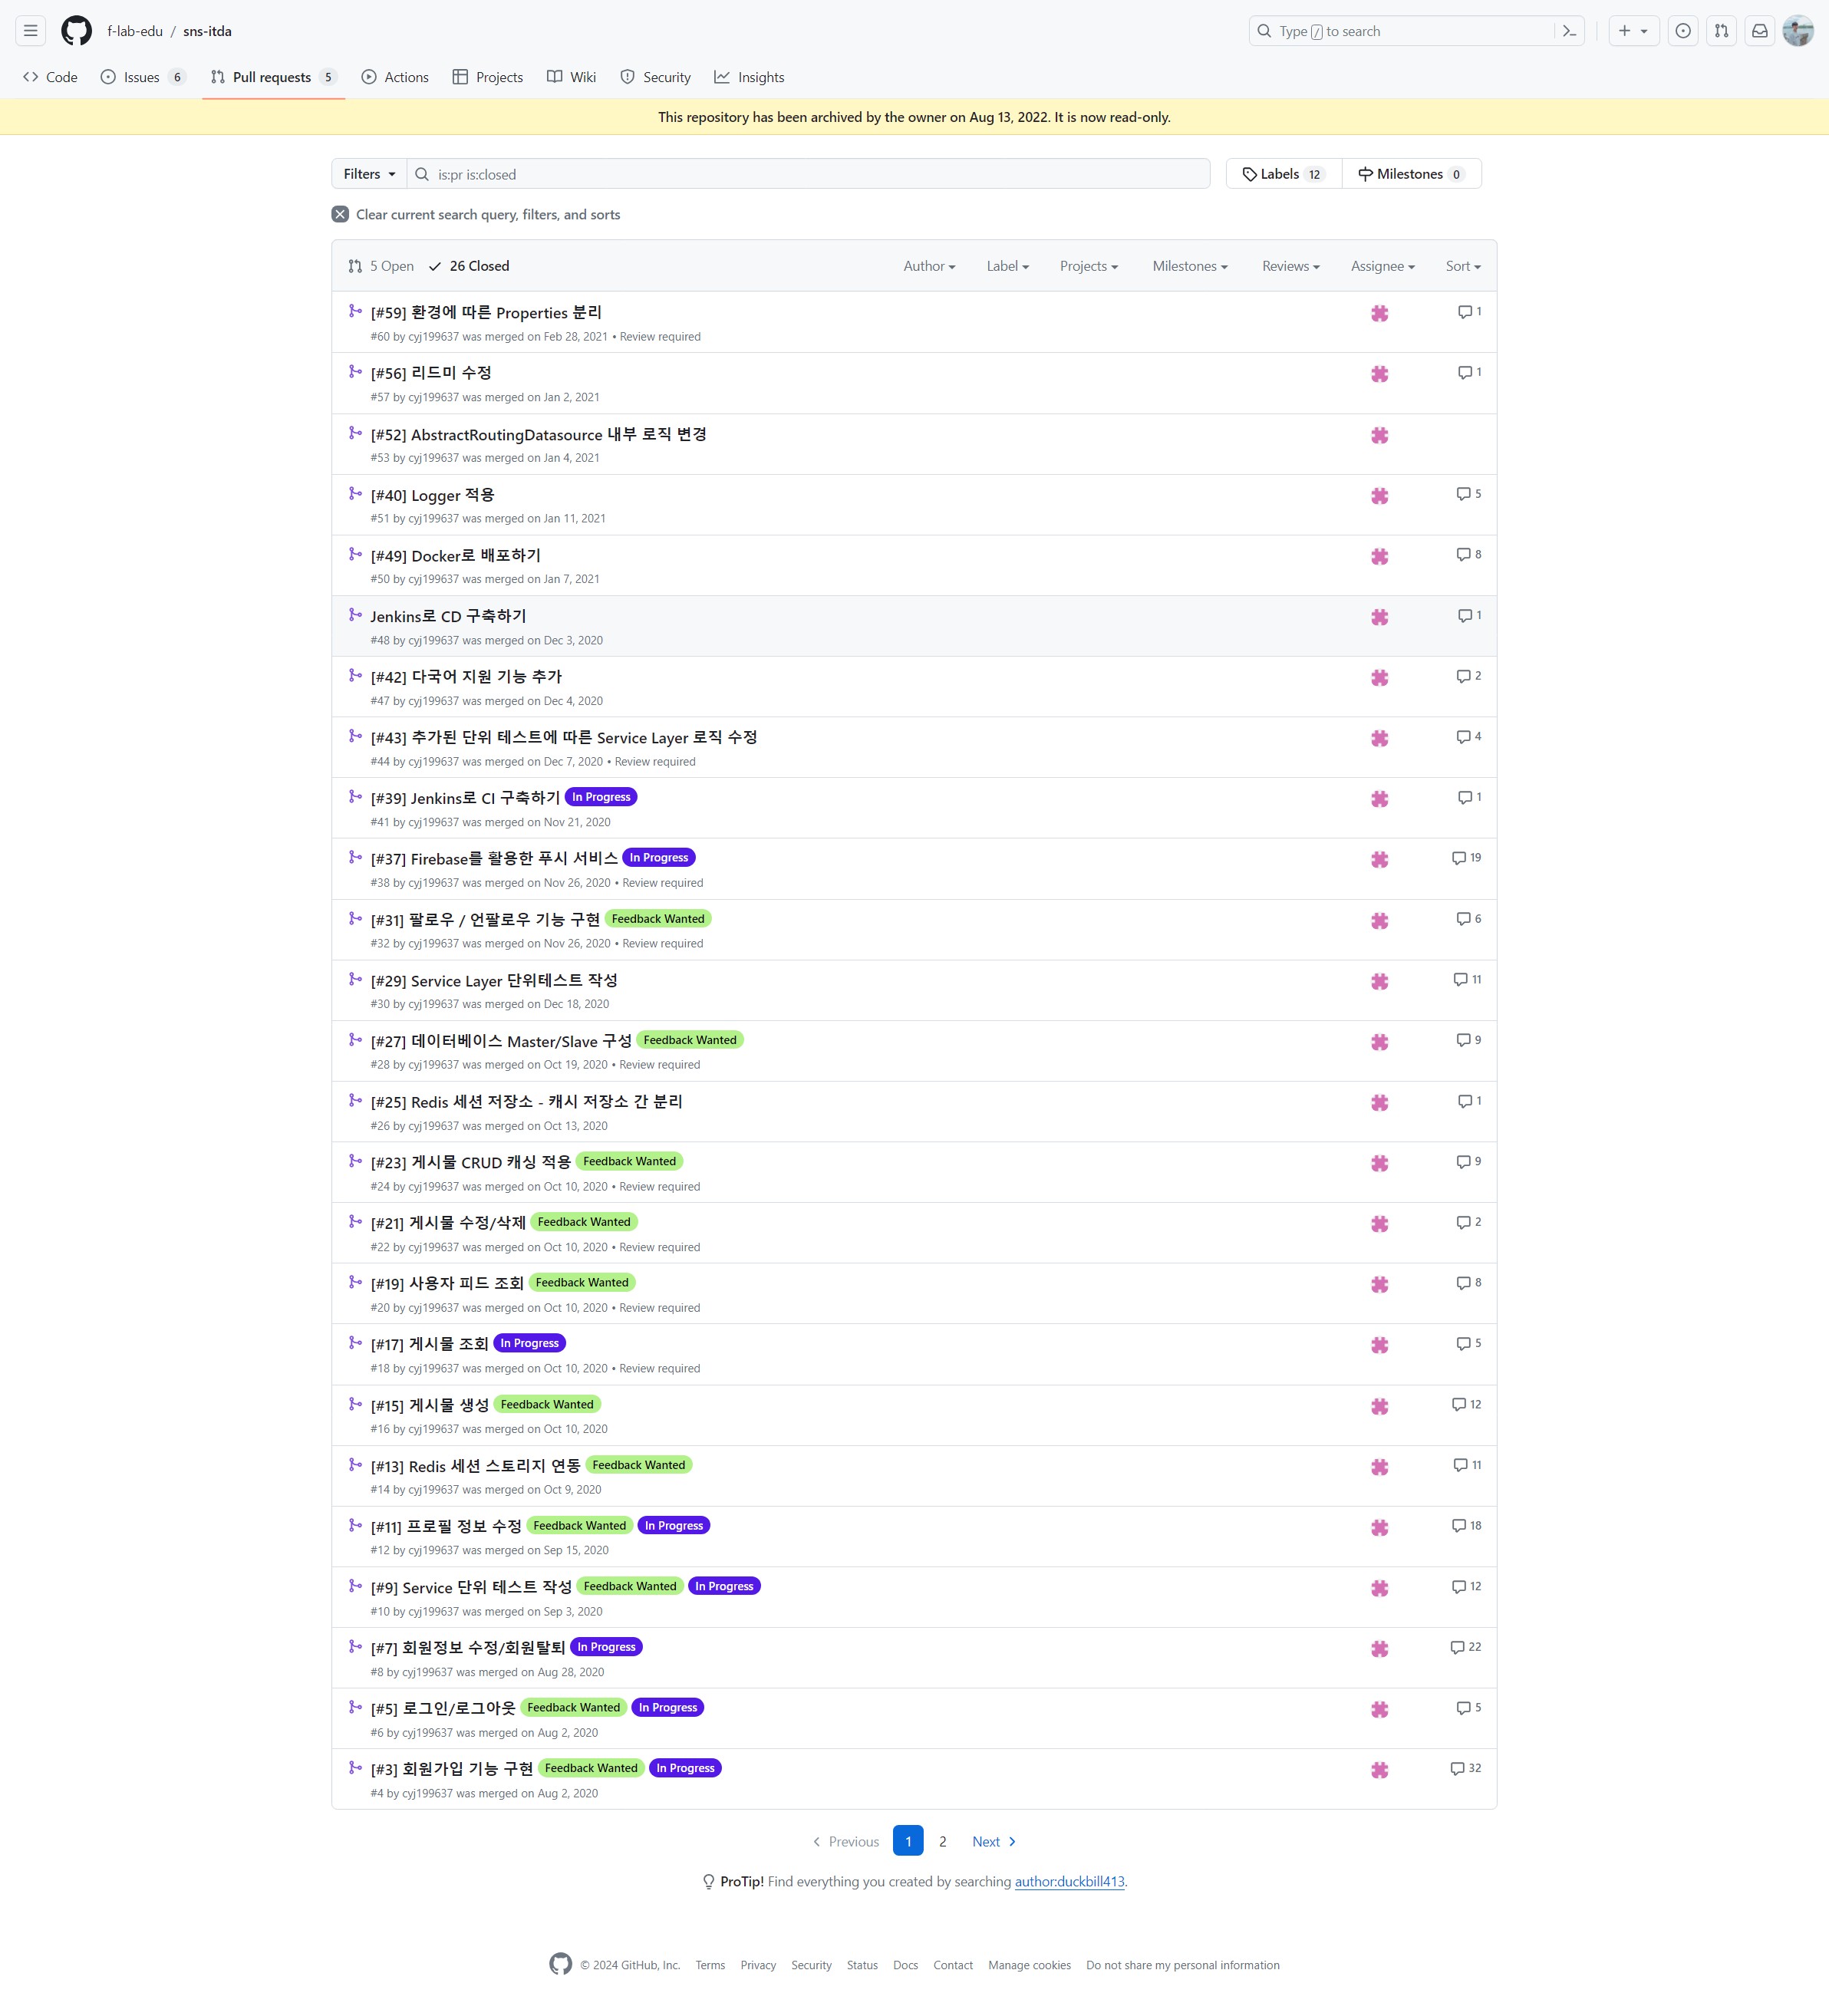 f-lab-edu / sns-itda
Type / to search
Code
Issues 6
Pull requests 5
Actions
Projects
Wiki
Security
Insights
This repository has been archived by the owner on Aug 13, 2022. It is now read-only.
Filters
is:pr is:closed
Labels 12
Milestones 0
Clear current search query, filters, and sorts
5 Open
26 Closed
Author
Label
Projects
Milestones
Reviews
Assignee
Sort
[#59] 환경에 따른 Properties 분리
1
#60 by cyj199637 was merged on Feb 28, 2021 • Review required
[#56] 리드미 수정
1
#57 by cyj199637 was merged on Jan 2, 2021
[#52] AbstractRoutingDatasource 내부 로직 변경
#53 by cyj199637 was merged on Jan 4, 2021
[#40] Logger 적용
5
#51 by cyj199637 was merged on Jan 11, 2021
[#49] Docker로 배포하기
8
#50 by cyj199637 was merged on Jan 7, 2021
Jenkins로 CD 구축하기
1
#48 by cyj199637 was merged on Dec 3, 2020
[#42] 다국어 지원 기능 추가
2
#47 by cyj199637 was merged on Dec 4, 2020
[#43] 추가된 단위 테스트에 따른 Service Layer 로직 수정
4
#44 by cyj199637 was merged on Dec 7, 2020 • Review required
[#39] Jenkins로 CI 구축하기 In Progress
1
#41 by cyj199637 was merged on Nov 21, 2020
[#37] Firebase를 활용한 푸시 서비스 In Progress
19
#38 by cyj199637 was merged on Nov 26, 2020 • Review required
[#31] 팔로우 / 언팔로우 기능 구현 Feedback Wanted
6
#32 by cyj199637 was merged on Nov 26, 2020 • Review required
[#29] Service Layer 단위테스트 작성
11
#30 by cyj199637 was merged on Dec 18, 2020
[#27] 데이터베이스 Master/Slave 구성 Feedback Wanted
9
#28 by cyj199637 was merged on Oct 19, 2020 • Review required
[#25] Redis 세션 저장소 - 캐시 저장소 간 분리
1
#26 by cyj199637 was merged on Oct 13, 2020
[#23] 게시물 CRUD 캐싱 적용 Feedback Wanted
9
#24 by cyj199637 was merged on Oct 10, 2020 • Review required
[#21] 게시물 수정/삭제 Feedback Wanted
2
#22 by cyj199637 was merged on Oct 10, 2020 • Review required
[#19] 사용자 피드 조회 Feedback Wanted
8
#20 by cyj199637 was merged on Oct 10, 2020 • Review required
[#17] 게시물 조회 In Progress
5
#18 by cyj199637 was merged on Oct 10, 2020 • Review required
[#15] 게시물 생성 Feedback Wanted
12
#16 by cyj199637 was merged on Oct 10, 2020
[#13] Redis 세션 스토리지 연동 Feedback Wanted
11
#14 by cyj199637 was merged on Oct 9, 2020
[#11] 프로필 정보 수정 Feedback Wanted In Progress
18
#12 by cyj199637 was merged on Sep 15, 2020
[#9] Service 단위 테스트 작성 Feedback Wanted In Progress
12
#10 by cyj199637 was merged on Sep 3, 2020
[#7] 회원정보 수정/회원탈퇴 In Progress
22
#8 by cyj199637 was merged on Aug 28, 2020
[#5] 로그인/로그아웃 Feedback Wanted In Progress
5
#6 by cyj199637 was merged on Aug 2, 2020
[#3] 회원가입 기능 구현 Feedback Wanted In Progress
32
#4 by cyj199637 was merged on Aug 2, 2020
Previous 1 2 Next
ProTip! Find everything you created by searching author:duckbill413.
© 2024 GitHub, Inc. Terms Privacy Security Status Docs Contact Manage cookies Do not share my personal information